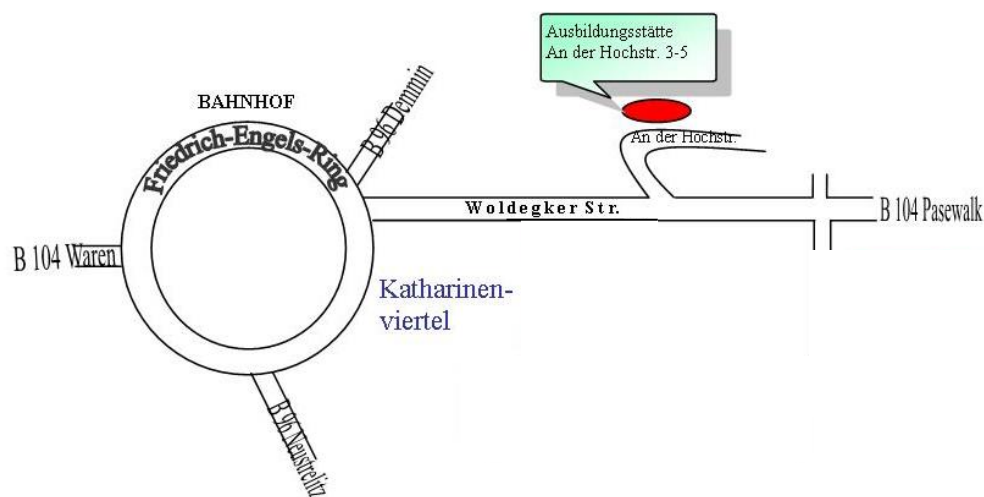 Ausbildungsstätte
An der Hochstr. 3-5
BAHNHOF
B 96 Demmin
Friedrich-Engels-Ring
An der Hochstr.
Woldegker Str.
B 104 Pasewalk
B 104 Waren
Katharinen-
viertel
B 96 Neustrelitz